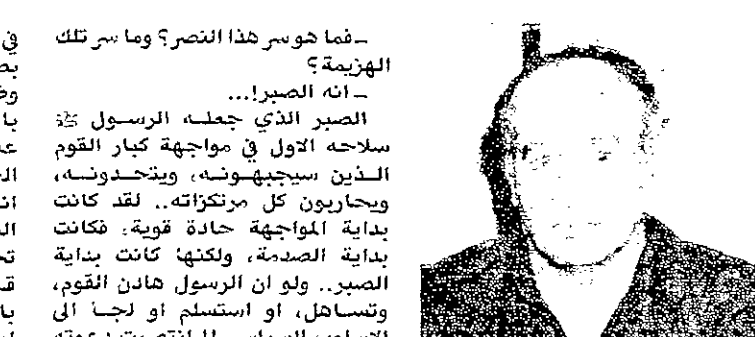 ـ فما هو سر هذا النصر؟ وما سر تلك
الهزيمة؟
ـ انه الصبر!...
الصبر الذي جعله الرسول ﷺ
سلاحه الاول في مواجهة كبار القوم
الذين سيجبهونه، ويتحدونه،
ويحاربون كل مرتكزاته.. لقد كانت
بداية المواجهة حادة قوية، فكانت
بداية الصدمة، ولكنها كانت بداية
الصبر.. ولو ان الرسول هادن القوم،
وتساهل، او استسلم او لجأ الى
في